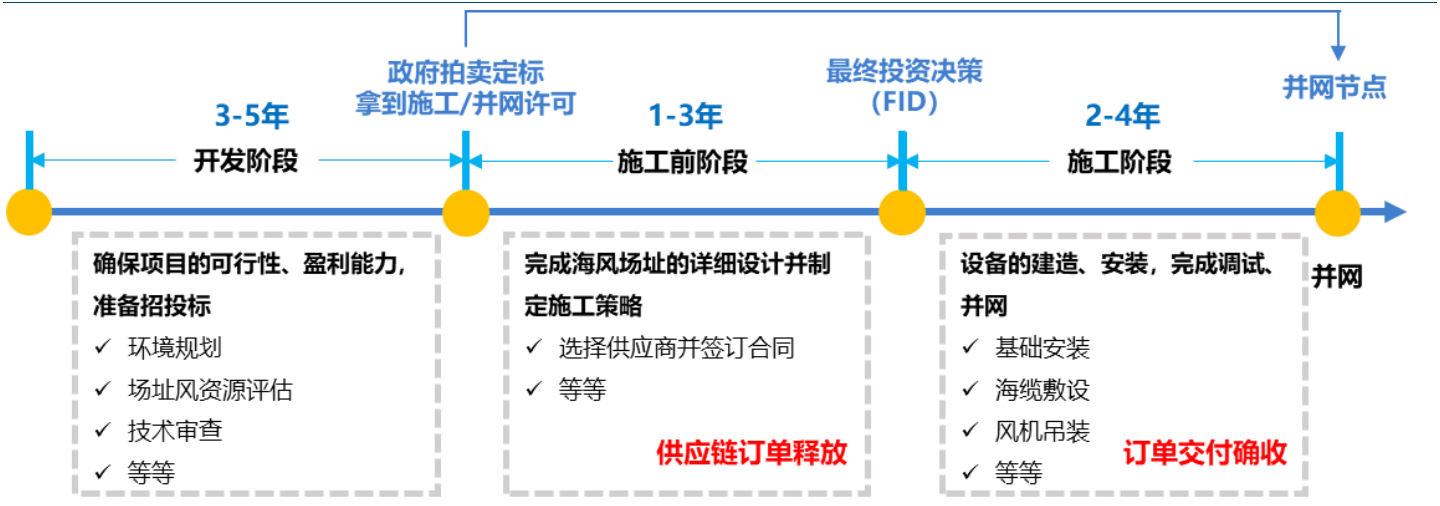 政府拍卖定标
拿到施工/并网许可
最终投资决策
（FID）
并网节点
3-5年
1-3年
2-4年
开发阶段
施工前阶段
施工阶段
确保项目的可行性、盈利能力，
准备招投标
✓ 环境规划
✓ 场址风资源评估
✓ 技术审查
✓ 等等
完成海风场址的详细设计并制
定施工策略
✓ 选择供应商并签订合同
✓ 等等
供应链订单释放
设备的建造、安装，完成调试、
并网
✓ 基础安装
✓ 海缆敷设
✓ 风机吊装
✓ 等等
订单交付确收
并网